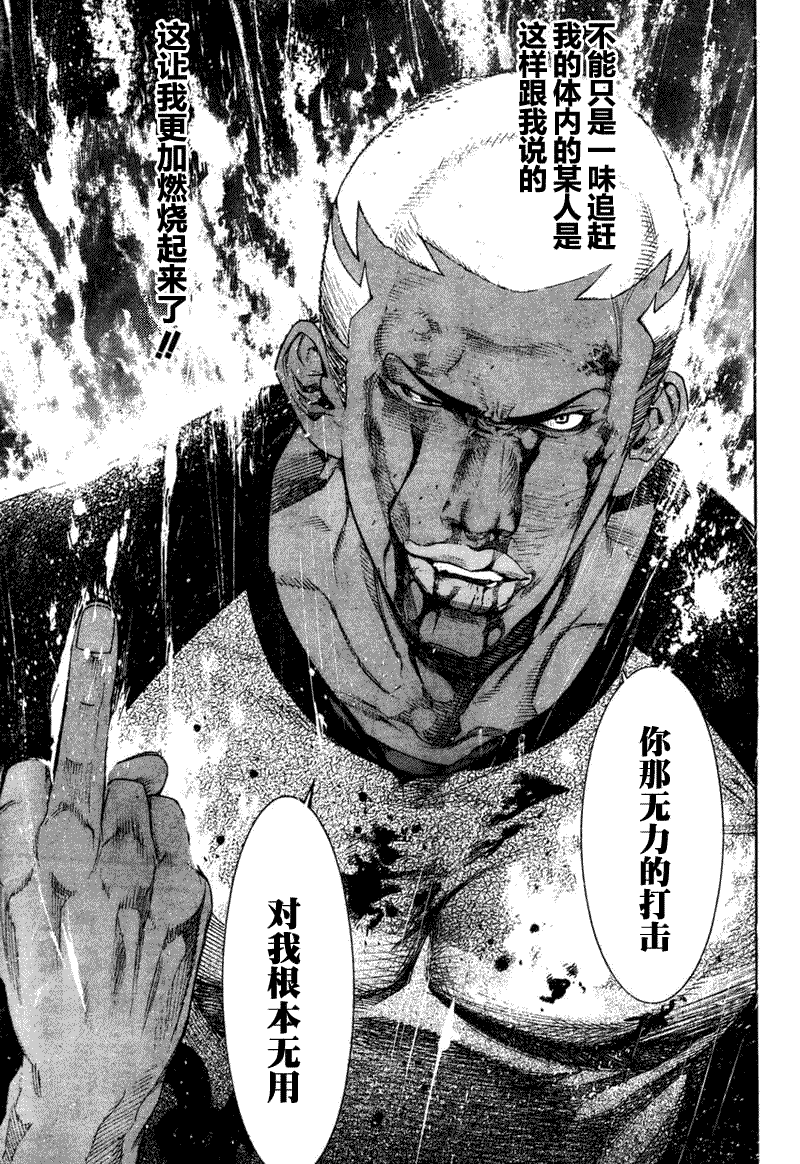 不能只是一味追赶
我的体内的某人是
这样跟我说的
这让我更加燃烧起来了!!
你那无力的打击
对我根本无用